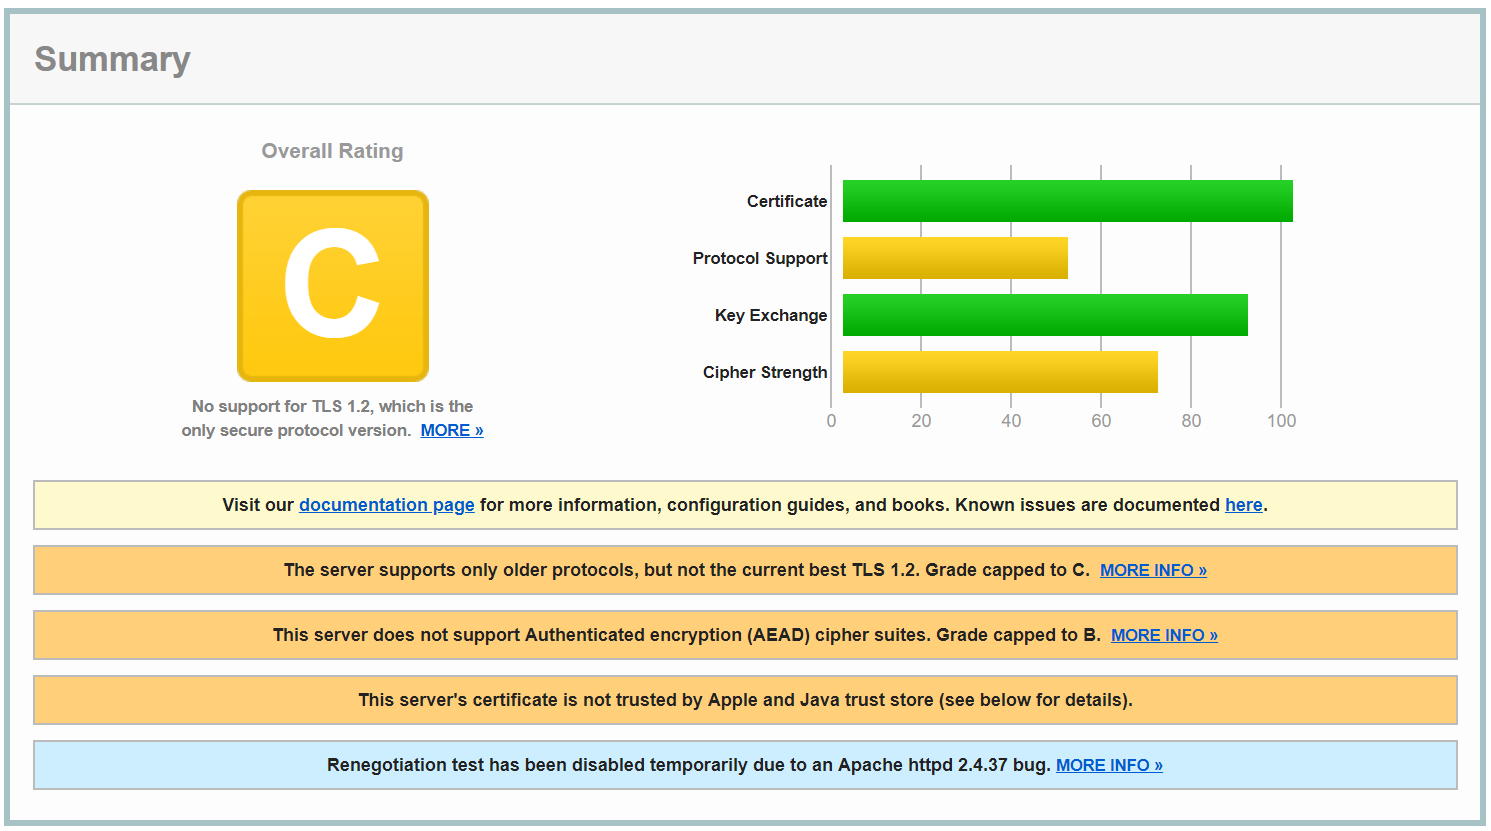 Summary
Overall Rating
C
No support for TLS 1.2, which is the
only secure protocol version. MORE »
Certificate
Protocol Support
Key Exchange
Cipher Strength
0 20 40 60 80 100
Visit our documentation page for more information, configuration guides, and books. Known issues are documented here.
The server supports only older protocols, but not the current best TLS 1.2. Grade capped to C. MORE INFO »
This server does not support Authenticated encryption (AEAD) cipher suites. Grade capped to B. MORE INFO »
This server's certificate is not trusted by Apple and Java trust store (see below for details).
Renegotiation test has been disabled temporarily due to an Apache httpd 2.4.37 bug. MORE INFO »